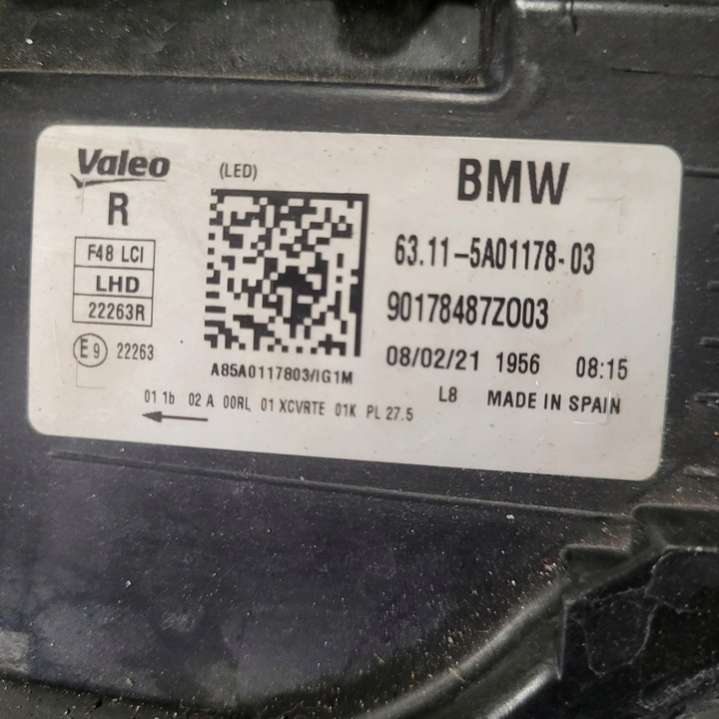 Valeo (LED) BMW
R
F48 LCI
LHD
22263R
E9 22263
63.11-5A01178-03
90178487Z003
08/02/21 1956 08:15
A85A0117803/IG1M
L8 MADE IN SPAIN
01 1b 02 A 00RL 01 XCVRTE 01K PL 27.5